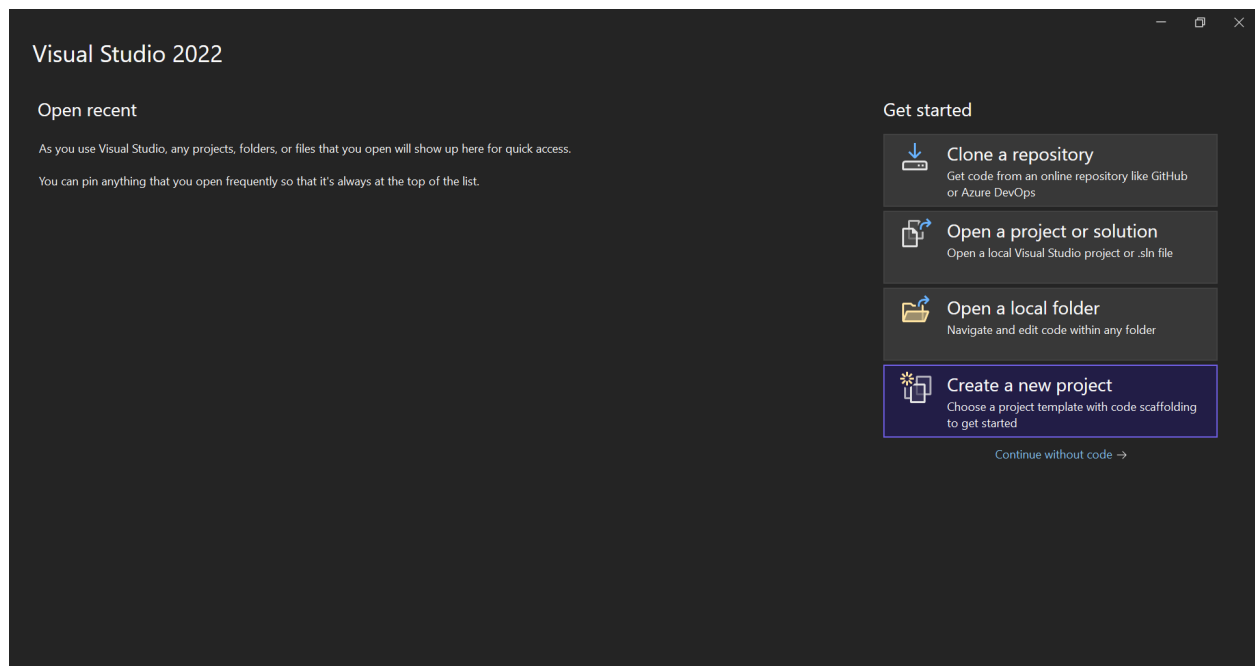 Visual Studio 2022
Open recent
As you use Visual Studio, any projects, folders, or files that you open will show up here for quick access.
You can pin anything that you open frequently so that it's always at the top of the list.
Get started
Clone a repository
Get code from an online repository like GitHub
or Azure DevOps
Open a project or solution
Open a local Visual Studio project or .sln file
Open a local folder
Navigate and edit code within any folder
Create a new project
Choose a project template with code scaffolding
to get started
Continue without code →